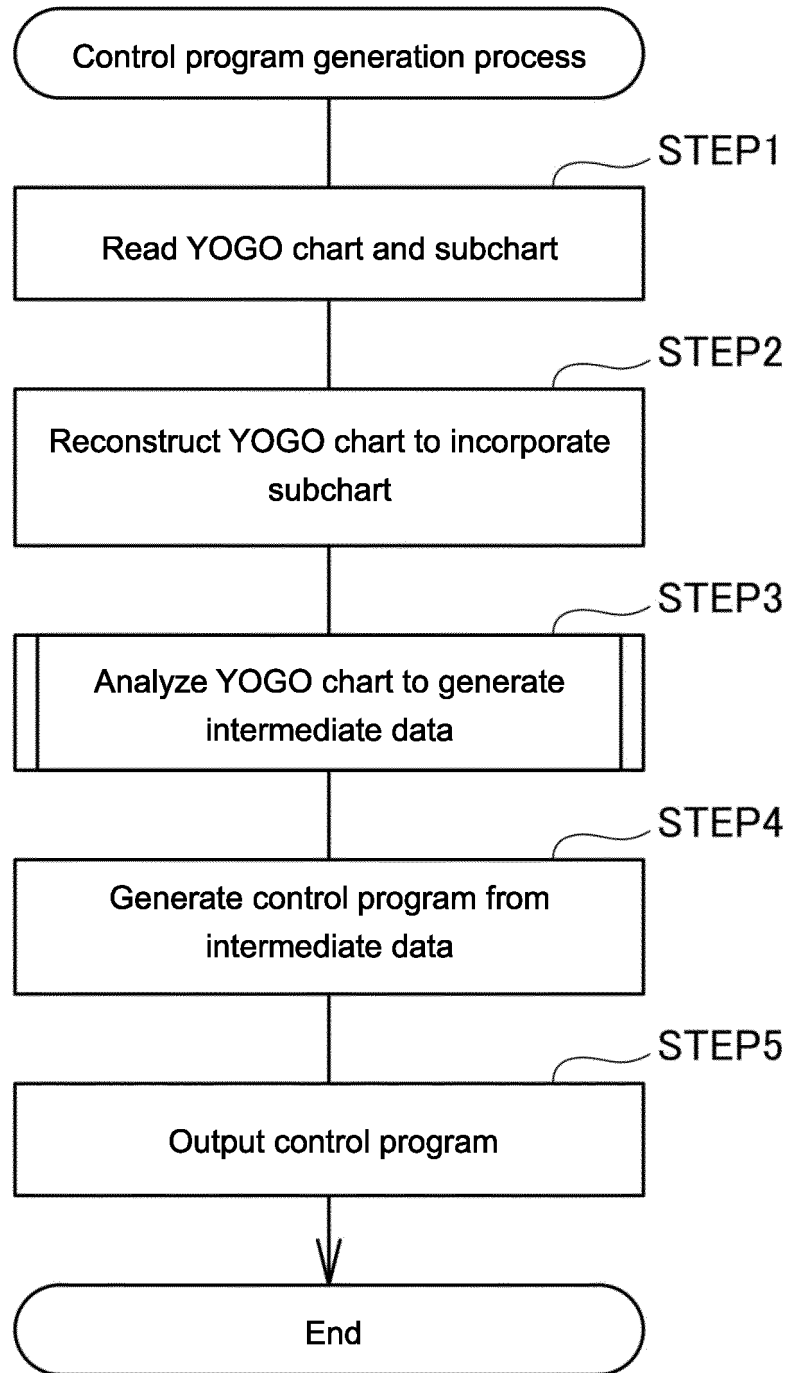 Control program generation process
STEP1
Read YOGO chart and subchart
STEP2
Reconstruct YOGO chart to incorporate
subchart
STEP3
Analyze YOGO chart to generate
intermediate data
STEP4
Generate control program from
intermediate data
STEP5
Output control program
End